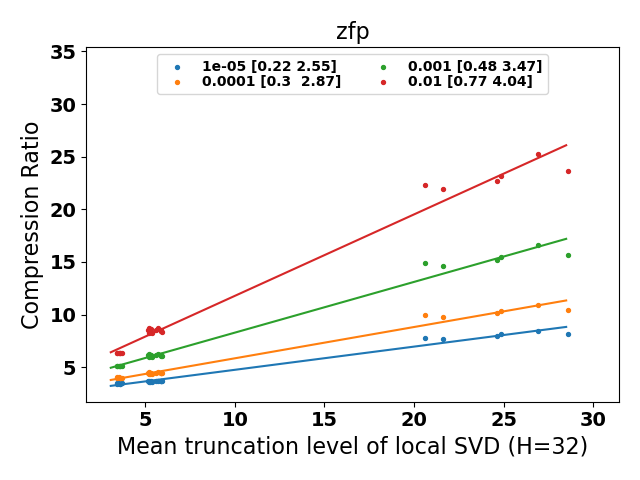 zfp
1e-05 [0.22 2.55]
0.0001 [0.3  2.87]
0.001 [0.48 3.47]
0.01 [0.77 4.04]
Compression Ratio
35
30
25
20
15
10
5
5 10 15 20 25 30
Mean truncation level of local SVD (H=32)